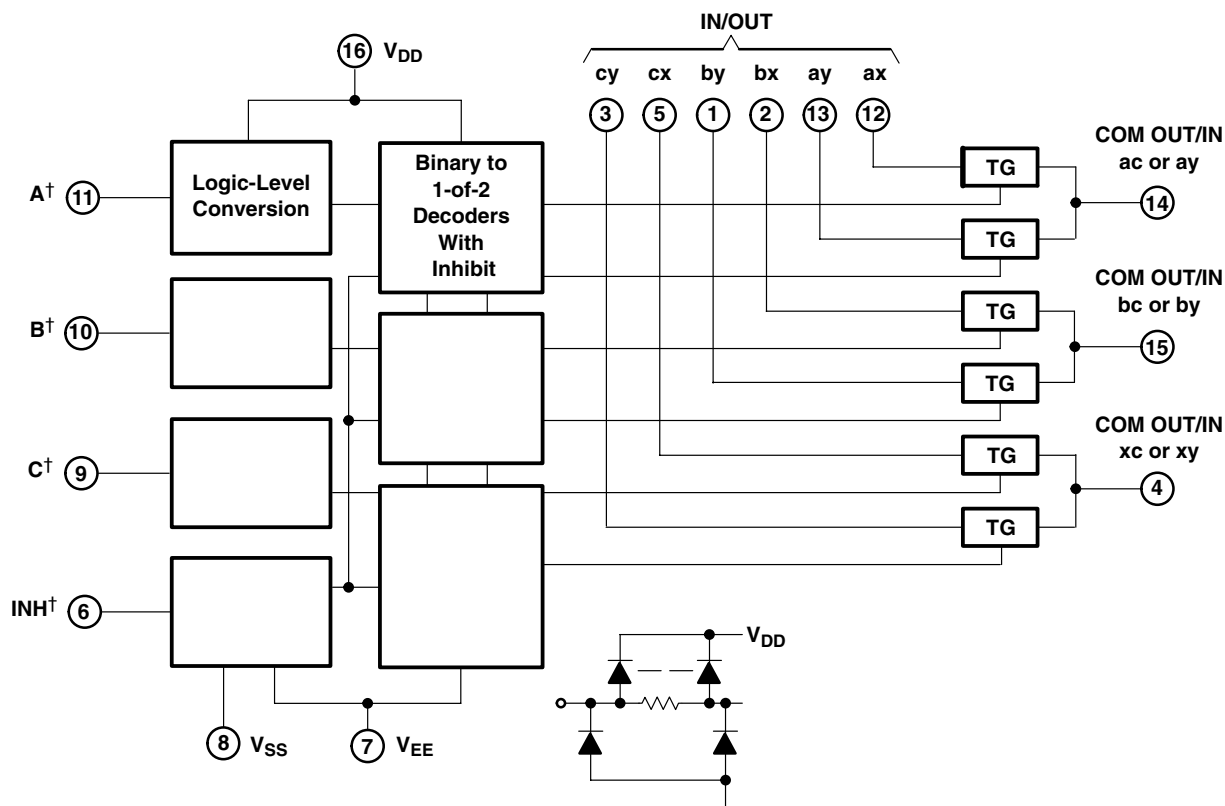 IN/OUT
16 VDD
cy cx by bx ay ax
3 5 1 2 13 12
COM OUT/IN
ac or ay
14
A† 11
Logic-Level
Conversion
Binary to
1-of-2
Decoders
With
Inhibit
TG
TG
B† 10
TG
COM OUT/IN
bc or by
15
TG
C† 9
TG
COM OUT/IN
xc or xy
4
TG
INH† 6
VDD
8 VSS
7 VEE